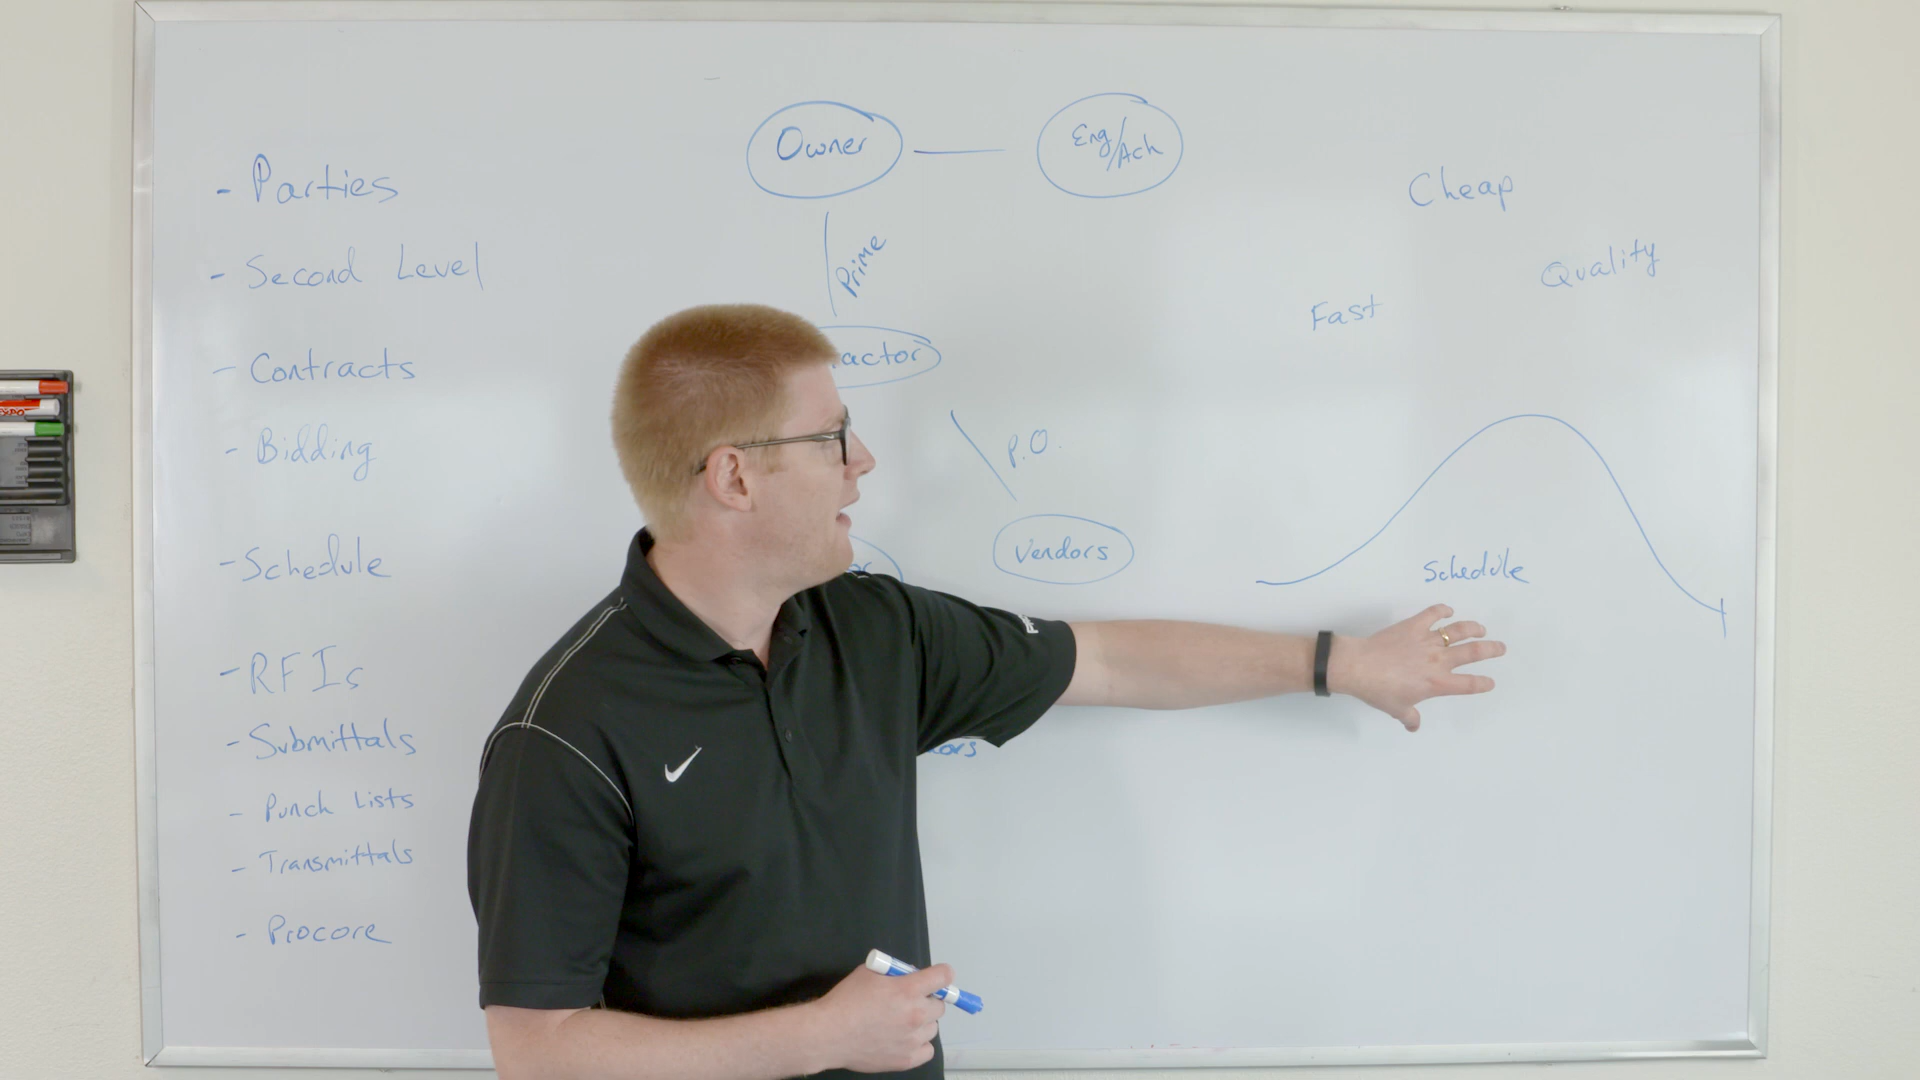 - Parties
- Second Level
- Contracts
- Bidding
- Schedule
- RFIs
- Submittals
- Punch Lists
- Transmittals
- Procore
Owner
Eng/Ach
Prime
actor
P.O.
Vendors
Cheap
Quality
Fast
Schedule